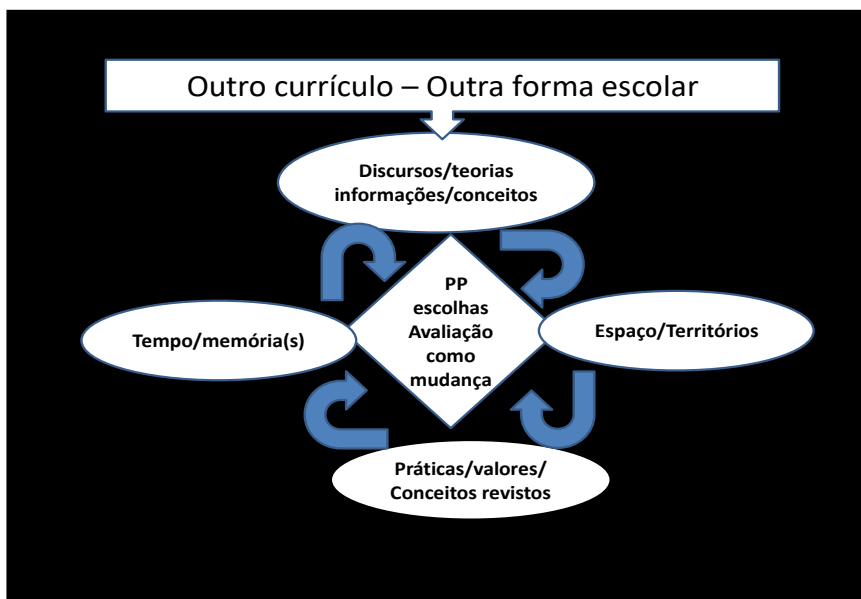 Outro currículo – Outra forma escolar
Discursos/teorias
informações/conceitos
PP
escolhas
Avaliação
como
mudança
Tempo/memória(s)
Espaço/Territórios
Práticas/valores/
Conceitos revistos